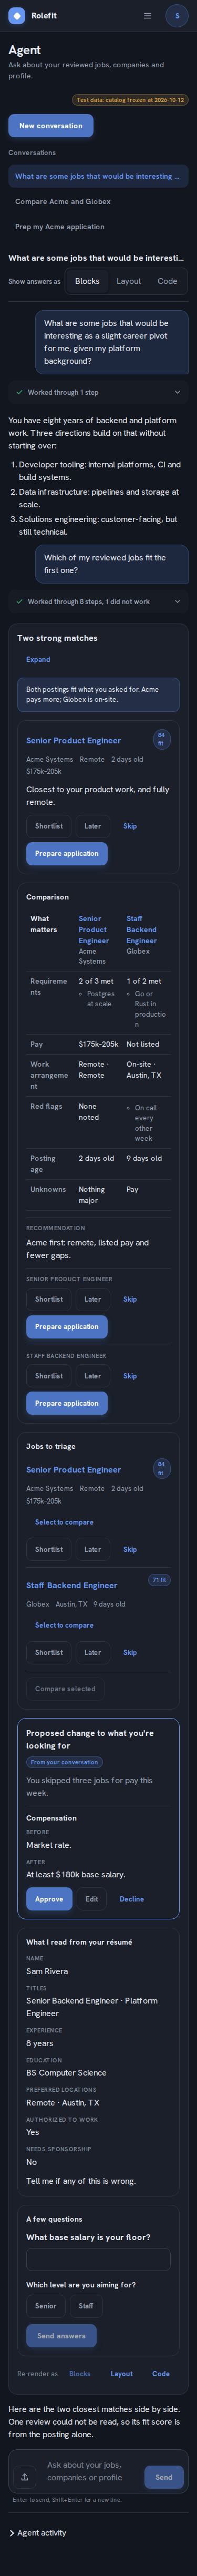 Rolefit
S
Agent
Ask about your reviewed jobs, companies and
profile.
Test data: catalog frozen at 2026-10-12
New conversation
Conversations
What are some jobs that would be interesting ...
Compare Acme and Globex
Prep my Acme application
What are some jobs that would be interesti...
Show answers as
Blocks
Layout
Code
What are some jobs that would be
interesting as a slight career pivot
for me, given my platform
background?
Worked through 1 step
You have eight years of backend and platform
work. Three directions build on that without
starting over:
1. Developer tooling: internal platforms, CI and
build systems.
2. Data infrastructure: pipelines and storage at
scale.
3. Solutions engineering: customer-facing, but
still technical.
Which of my reviewed jobs fit the
first one?
Worked through 8 steps, 1 did not work
Two strong matches
Expand
Both postings fit what you asked for. Acme
pays more; Globex is on-site.
Senior Product Engineer
84
fit
Acme Systems Remote 2 days old
$175k-205k
Closest to your product work, and fully
remote.
Shortlist
Later
Skip
Prepare application
Comparison
What
matters
Senior
Product
Engineer
Acme
Systems
Staff
Backend
Engineer
Globex
Requireme
nts
2 of 3 met
Postgres
at scale
1 of 2 met
Go or
Rust in
productio
n
Pay
$175k-205k
Not listed
Work
arrangeme
nt
Remote ·
Remote
On-site ·
Austin, TX
Red flags
None
noted
On-call
every
other
week
Posting
age
2 days old
9 days old
Unknowns
Nothing
major
Pay
RECOMMENDATION
Acme first: remote, listed pay and
fewer gaps.
SENIOR PRODUCT ENGINEER
Shortlist
Later
Skip
Prepare application
STAFF BACKEND ENGINEER
Shortlist
Later
Skip
Prepare application
Jobs to triage
Senior Product Engineer
84
fit
Acme Systems Remote 2 days old
$175k-205k
Select to compare
Shortlist
Later
Skip
Staff Backend Engineer
71 fit
Globex Austin, TX 9 days old
Select to compare
Shortlist
Later
Skip
Compare selected
Proposed change to what you're
looking for
From your conversation
You skipped three jobs for pay this
week.
Compensation
BEFORE
Market rate.
AFTER
At least $180k base salary.
Approve
Edit
Decline
What I read from your résumé
NAME
Sam Rivera
TITLES
Senior Backend Engineer · Platform
Engineer
EXPERIENCE
8 years
EDUCATION
BS Computer Science
PREFERRED LOCATIONS
Remote · Austin, TX
AUTHORIZED TO WORK
Yes
NEEDS SPONSORSHIP
No
Tell me if any of this is wrong.
A few questions
What base salary is your floor?
Which level are you aiming for?
Senior
Staff
Send answers
Re-render as
Blocks
Layout
Code
Here are the two closest matches side by side.
One review could not be read, so its fit score is
from the posting alone.
Ask about your jobs,
companies or profile
Send
Enter to send, Shift+Enter for a new line.
Agent activity